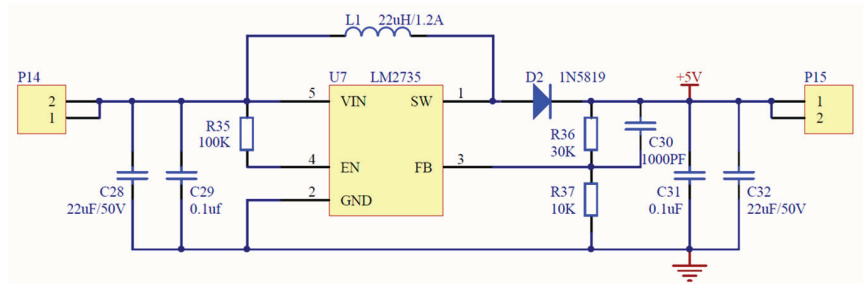 L1 22uH/1.2A
P14
U7 LM2735
D2 1N5819
+5V
P15
2
1
5 VIN SW 1
1
2
R35
100K
R36
30K
C30
1000PF
4 EN FB 3
2 GND
C28
22uF/50V
C29
0.1uf
R37
10K
C31
0.1uF
C32
22uF/50V